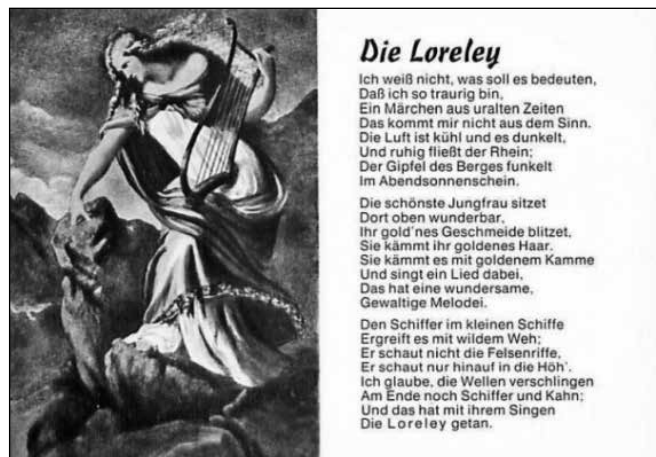 Die Loreley
Ich weiß nicht, was soll es bedeuten,
Daß ich so traurig bin,
Ein Märchen aus uralten Zeiten
Das kommt mir nicht aus dem Sinn.
Die Luft ist kühl und es dunkelt,
Und ruhig fließt der Rhein;
Der Gipfel des Berges funkelt
Im Abendsonnenschein.
Die schönste Jungfrau sitzet
Dort oben wunderbar,
Ihr gold'nes Geschmeide blitzet,
Sie kämmt ihr goldenes Haar.
Sie kämmt es mit goldenem Kamme
Und singt ein Lied dabei,
Das hat eine wundersame,
Gewaltige Melodei.
Den Schiffer im kleinen Schiffe
Ergreift es mit wildem Weh;
Er schaut nicht die Felsenriffe,
Er schaut nur hinauf in die Höh'.
Ich glaube, die Wellen verschlingen
Am Ende noch Schiffer und Kahn;
Und das hat mit ihrem Singen
Die Loreley getan.